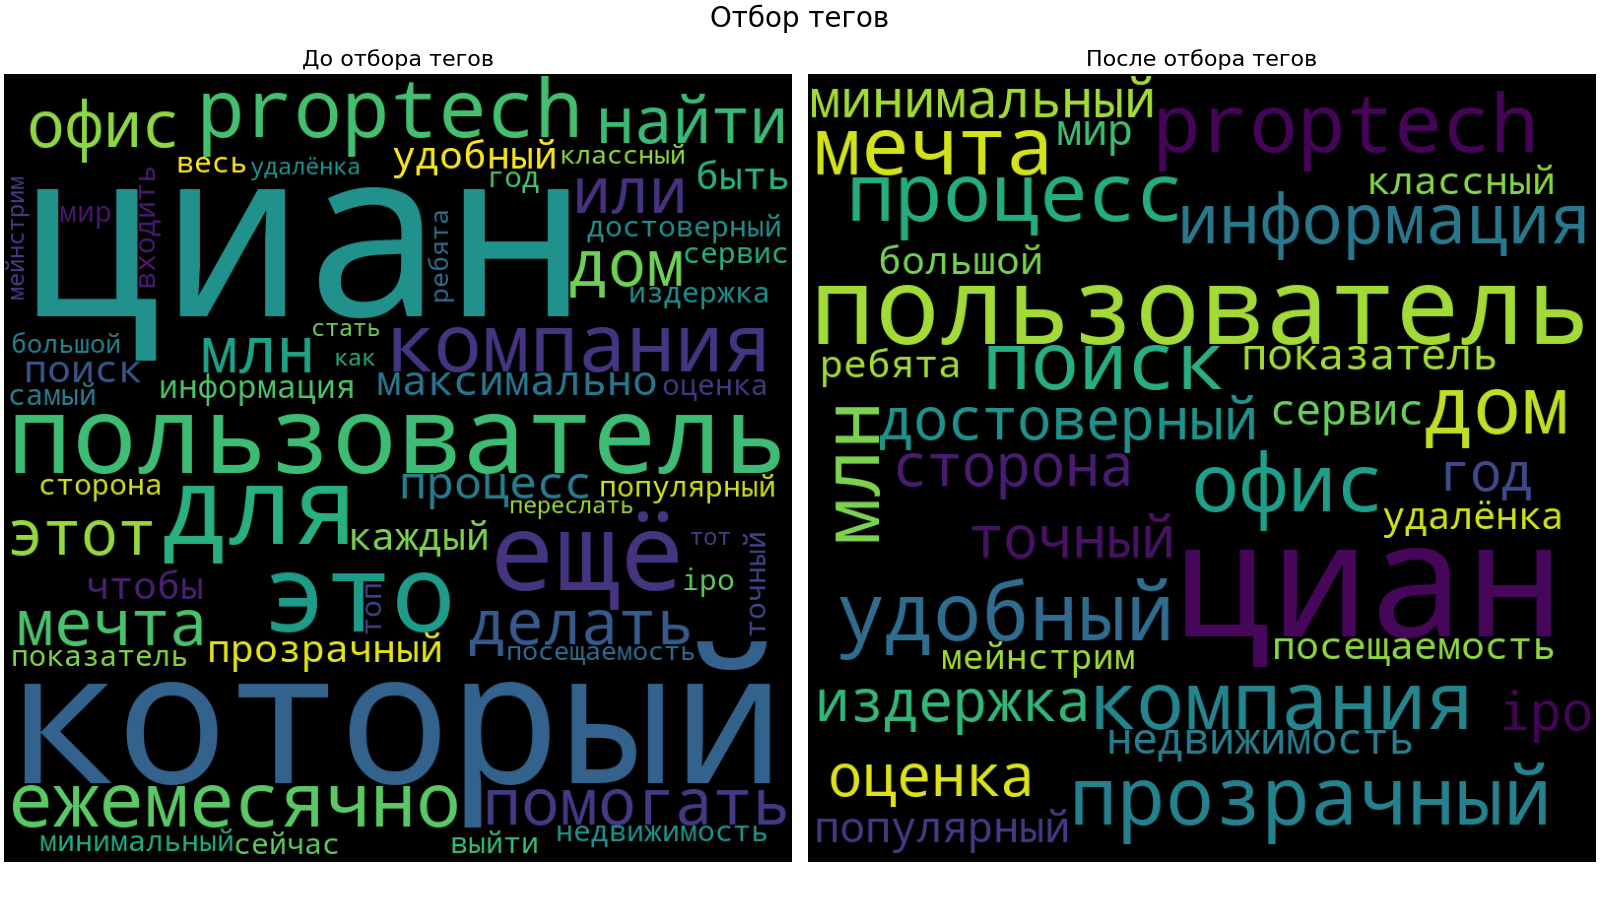 Отбор тегов
До отбора тегов
офис proptech найти
весь удалёнка удобный классный
год или быть
мейнстрим мир входить
циан ребята
достоверный
дом сервис
издержка
большой млн стать компания
поиск как
самый информация максимально оценка
пользователь
сторона процесс популярный
переслать
этот для каждый ещё тот точный
чтобы это топ ipo
мечта делать
показатель прозрачный посещаемость
который
ежемесячно помогать
минимальный сейчас выйти недвижимость
После отбора тегов
минимальный proptech
мечта мир
процесс классный
информация
большой
пользователь
ребята поиск показатель
млн достоверный сервис дом
сторона офис год
удалёнка
точный
циан
удобный
мейнстрим посещаемость
издержка компания ipo
недвижимость
оценка прозрачный
популярный